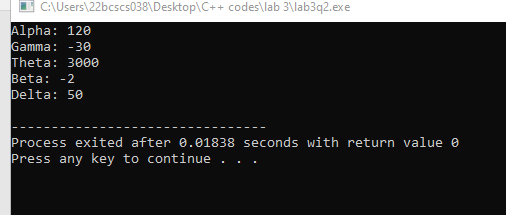 C:\Users\22bcscs038\Desktop\C++ codes\lab 3\lab3q2.exe
Alpha: 120
Gamma: -30
Theta: 3000
Beta: -2
Delta: 50
--------------------------------
Process exited after 0.01838 seconds with return value 0
Press any key to continue . . .